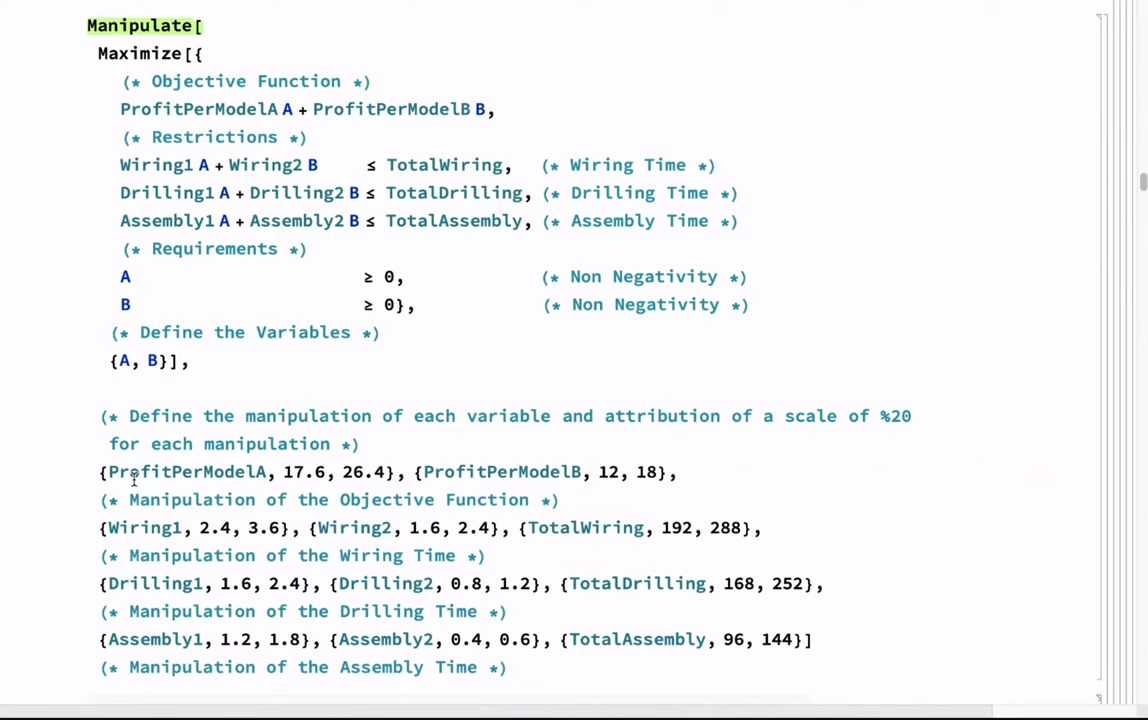 Manipulate[
Maximize[{
(* Objective Function *)
ProfitPerModelA A + ProfitPerModelB B,
(* Restrictions *)
Wiring1 A + Wiring2 B ≤ TotalWiring, (* Wiring Time *)
Drilling1 A + Drilling2 B ≤ TotalDrilling, (* Drilling Time *)
Assembly1 A + Assembly2 B ≤ TotalAssembly, (* Assembly Time *)
(* Requirements *)
A ≥ 0, (* Non Negativity *)
B ≥ 0}, (* Non Negativity *)
(* Define the Variables *)
{A, B}],
(* Define the manipulation of each variable and attribution of a scale of %20
for each manipulation *)
{ProfitPerModelA, 17.6, 26.4}, {ProfitPerModelB, 12, 18},
(* Manipulation of the Objective Function *)
{Wiring1, 2.4, 3.6}, {Wiring2, 1.6, 2.4}, {TotalWiring, 192, 288},
(* Manipulation of the Wiring Time *)
{Drilling1, 1.6, 2.4}, {Drilling2, 0.8, 1.2}, {TotalDrilling, 168, 252},
(* Manipulation of the Drilling Time *)
{Assembly1, 1.2, 1.8}, {Assembly2, 0.4, 0.6}, {TotalAssembly, 96, 144}]
(* Manipulation of the Assembly Time *)